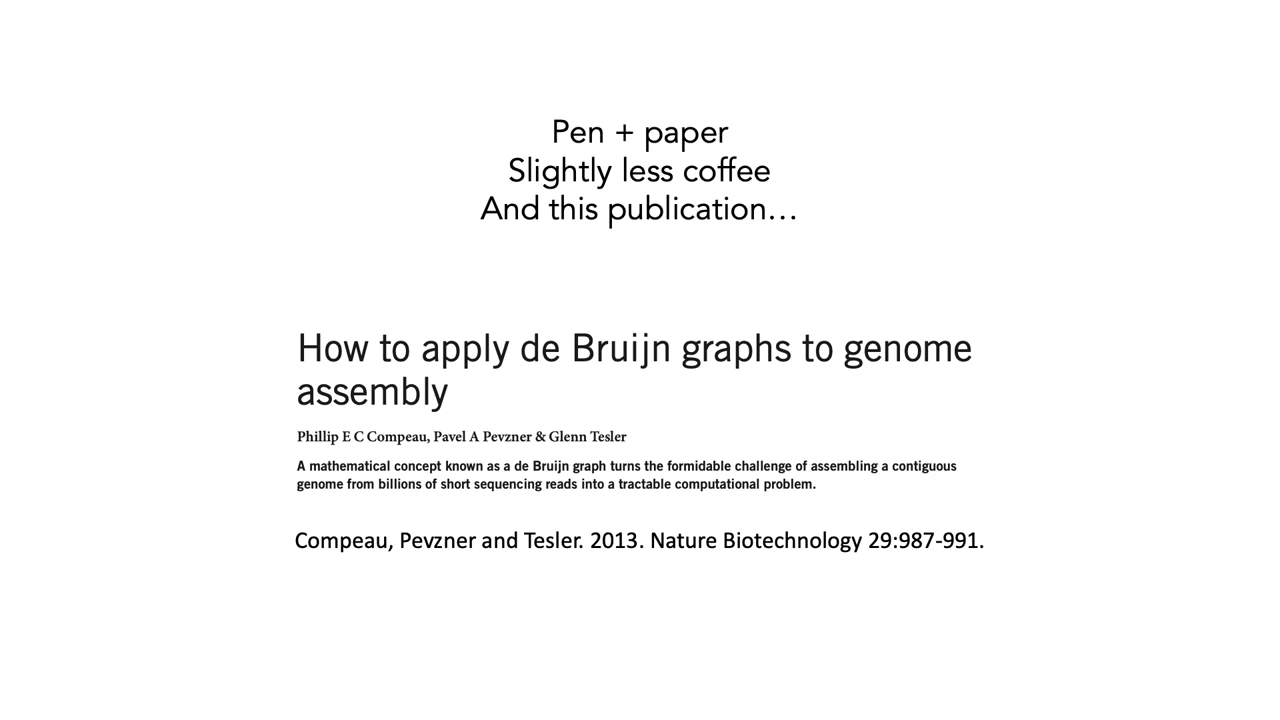 Pen + paper
Slightly less coffee
And this publication…
How to apply de Bruijn graphs to genome
assembly
Phillip E C Compeau, Pavel A Pevzner & Glenn Tesler
A mathematical concept known as a de Bruijn graph turns the formidable challenge of assembling a contiguous
genome from billions of short sequencing reads into a tractable computational problem.
Compeau, Pevzner and Tesler. 2013. Nature Biotechnology 29:987-991.